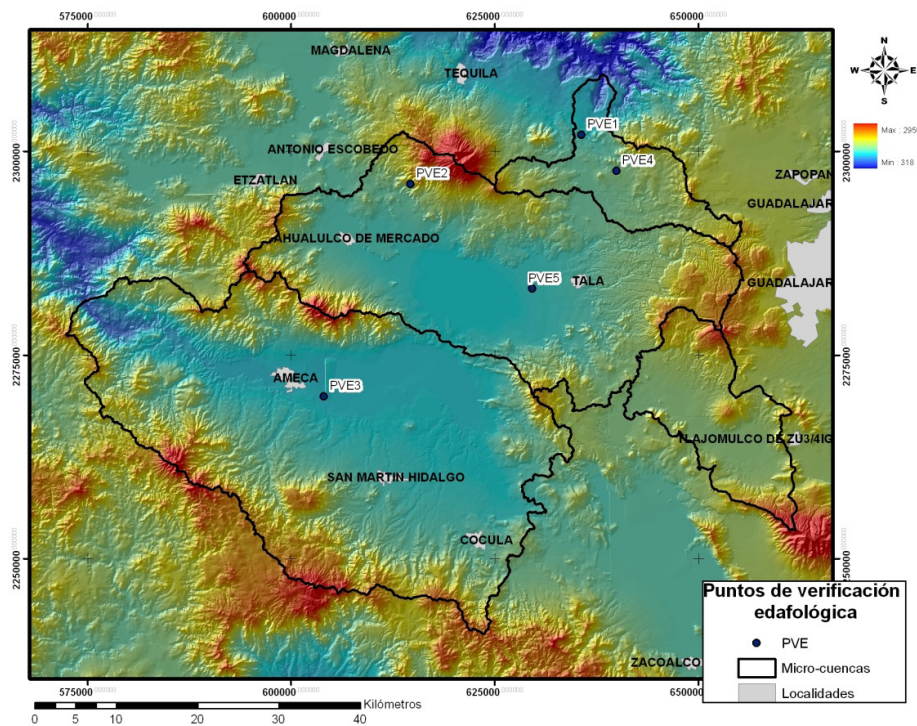 575000 600000 625000 650000
MAGDALENA
TEQUILA
N
W E
S
Max : 295
Min : 318
2300000 2300000
PVE1
ANTONIO ESCOBEDO
PVE4
ETZATLAN
PVE2
ZAPOPAN
GUADALAJAR
AHUALULCO DE MERCADO
PVE5
TALA
GUADALAJAR
2275000 2275000
AMECA
PVE3
TLAJOMULCO DE ZU3/4IG
SAN MARTIN HIDALGO
COCULA
2250000 2250000
Puntos de verificación
edafológica
PVE
Micro-cuencas
Localidades
ZACOALCO
575000 600000 625000 650000
Kilómetros
0 5 10 20 30 40